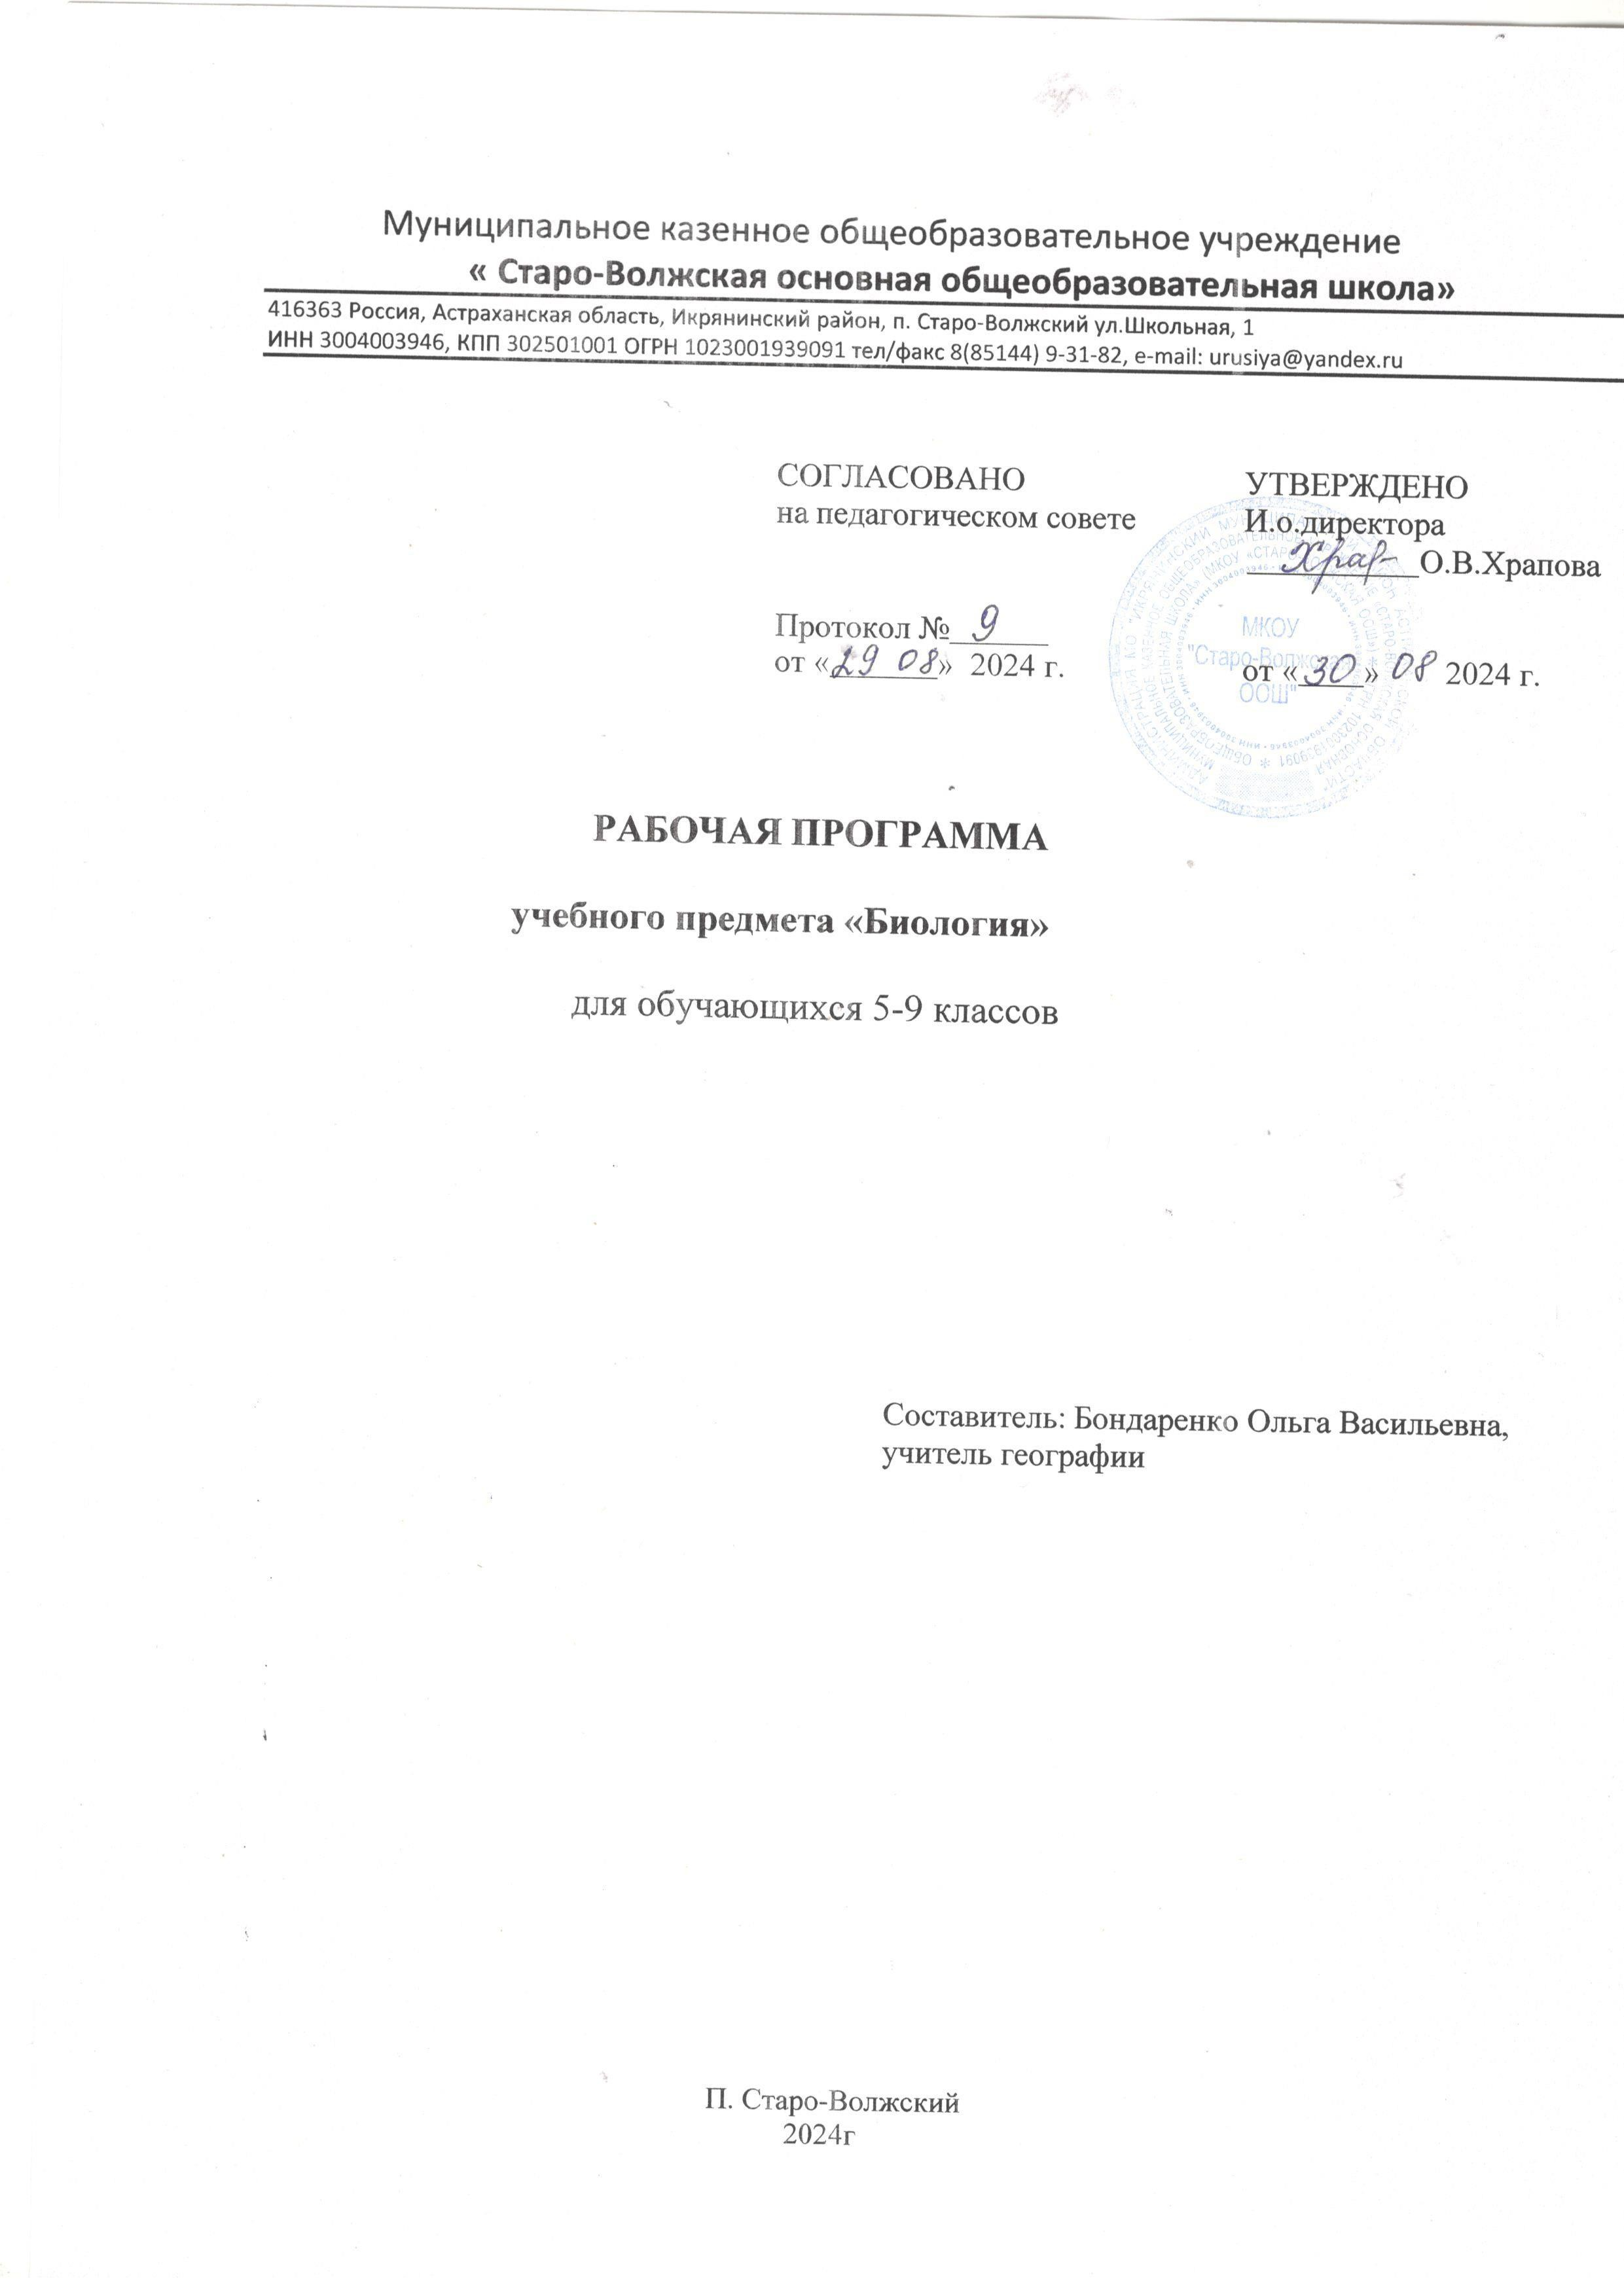 Муниципальное казенное общеобразовательное учреждение
« Старо-Волжская основная общеобразовательная школа»
416363 Россия, Астраханская область, Икрянинский район, п. Старо-Волжский ул.Школьная, 1
ИНН 3004003946, КПП 302501001 ОГРН 1023001939091 тел/факс 8(85144) 9-31-82, e-mail: urusiya@yandex.ru
СОГЛАСОВАНО
на педагогическом совете
Протокол № 9
от «29 08» 2024 г.
УТВЕРЖДЕНО
И.о.директора
О.В.Храпова
от «30» 08 2024 г.
МКОУ
"Старо-Волжская
ООШ"
РАБОЧАЯ ПРОГРАММА
учебного предмета «Биология»
для обучающихся 5-9 классов
Составитель: Бондаренко Ольга Васильевна,
учитель географии
П. Старо-Волжский
2024г